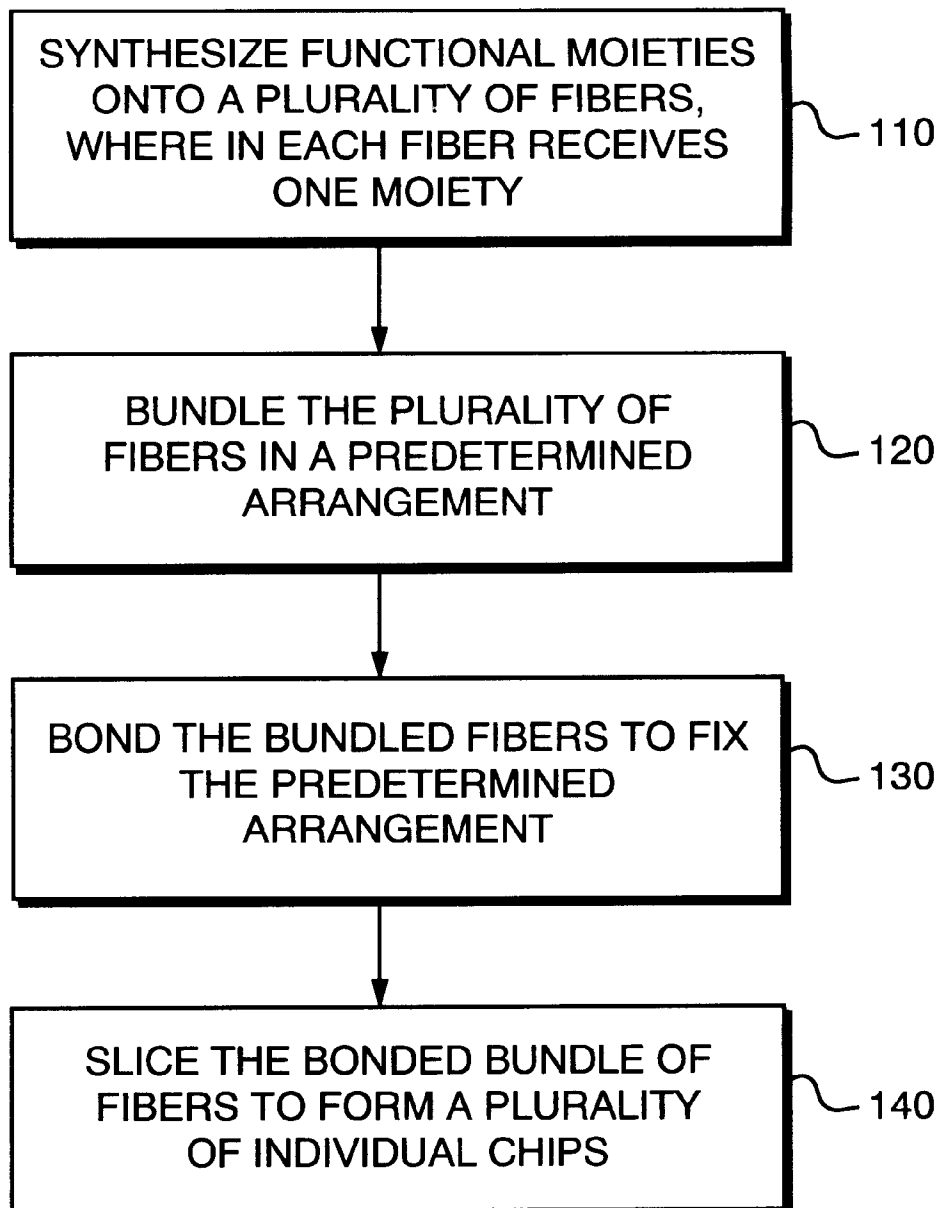 SYNTHESIZE FUNCTIONAL MOIETIES
ONTO A PLURALITY OF FIBERS,
WHERE IN EACH FIBER RECEIVES
ONE MOIETY
110
BUNDLE THE PLURALITY OF
FIBERS IN A PREDETERMINED
ARRANGEMENT
120
BOND THE BUNDLED FIBERS TO FIX
THE PREDETERMINED
ARRANGEMENT
130
SLICE THE BONDED BUNDLE OF
FIBERS TO FORM A PLURALITY
OF INDIVIDUAL CHIPS
140